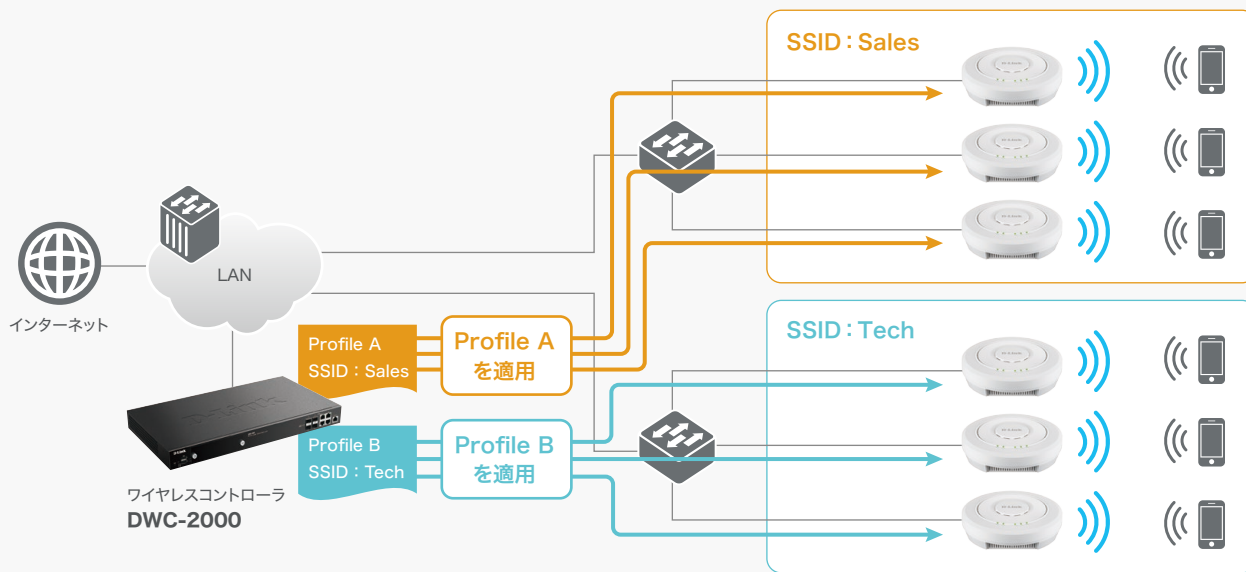 SSID：Sales
LAN
インターネット
Profile A
SSID：Sales
Profile A
を適用
SSID：Tech
D-Link
Profile B
SSID：Tech
Profile B
を適用
ワイヤレスコントローラ
DWC-2000